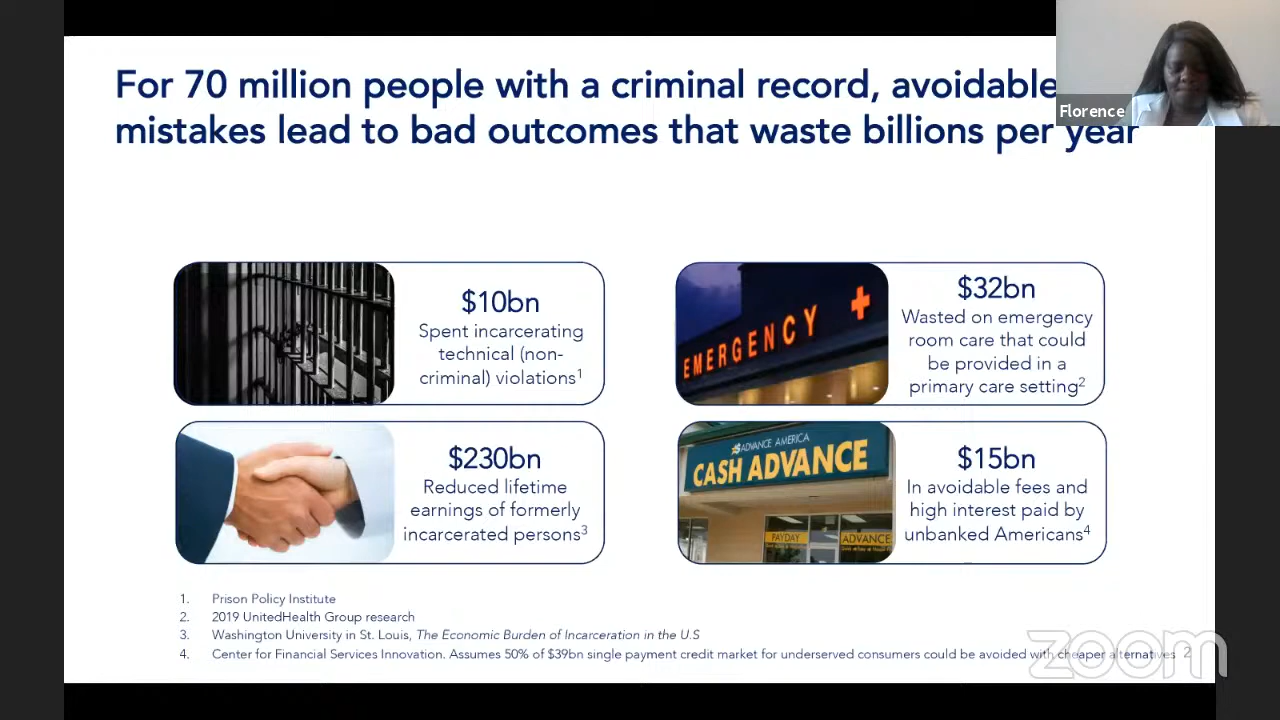 For 70 million people with a criminal record, avoidable
mistakes lead to bad outcomes that waste billions per year
Florence
$10bn
Spent incarcerating
technical (non-
criminal) violations1
EMERGENCY
$32bn
Wasted on emergency
room care that could
be provided in a
primary care setting2
$230bn
Reduced lifetime
earnings of formerly
incarcerated persons3
ADVANCE AMERICA
CASH ADVANCE
PAYDAY
ADVANCE
$15bn
In avoidable fees and
high interest paid by
unbanked Americans4
1. Prison Policy Institute
2. 2019 UnitedHealth Group research
3. Washington University in St. Louis, The Economic Burden of Incarceration in the U.S
4. Center for Financial Services Innovation. Assumes 50% of $39bn single payment credit market for underserved consumers could be avoided with cheaper alternatives
2
zoom